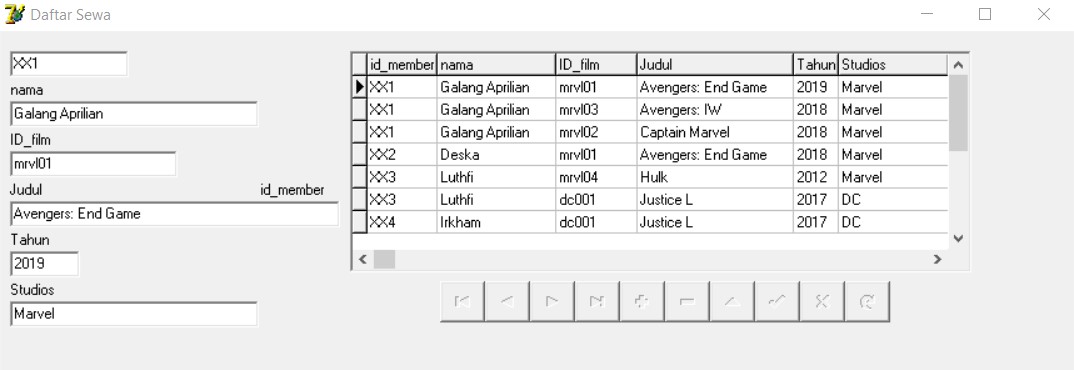 Daftar Sewa
XX1
nama
Galang Aprilian
ID_film
mrvl01
Judul id_member
Avengers: End Game
Tahun
2019
Studios
Marvel
id_member nama ID_film Judul Tahun Studios
XX1 Galang Aprilian mrvl01 Avengers: End Game 2019 Marvel
XX1 Galang Aprilian mrvl03 Avengers: IW 2018 Marvel
XX1 Galang Aprilian mrvl02 Captain Marvel 2018 Marvel
XX2 Deska mrvl01 Avengers: End Game 2018 Marvel
XX3 Luthfi mrvl04 Hulk 2012 Marvel
XX3 Luthfi dc001 Justice L 2017 DC
XX4 Irkham dc001 Justice L 2017 DC